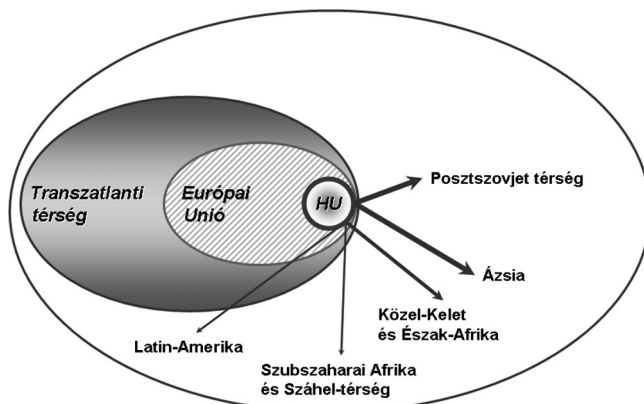 Transzatlanti
térség
Európai
Unió
HU
Posztszovjet térség
Ázsia
Közel-Kelet
és Észak-Afrika
Latin-Amerika
Szubszaharai Afrika
és Száhel-térség